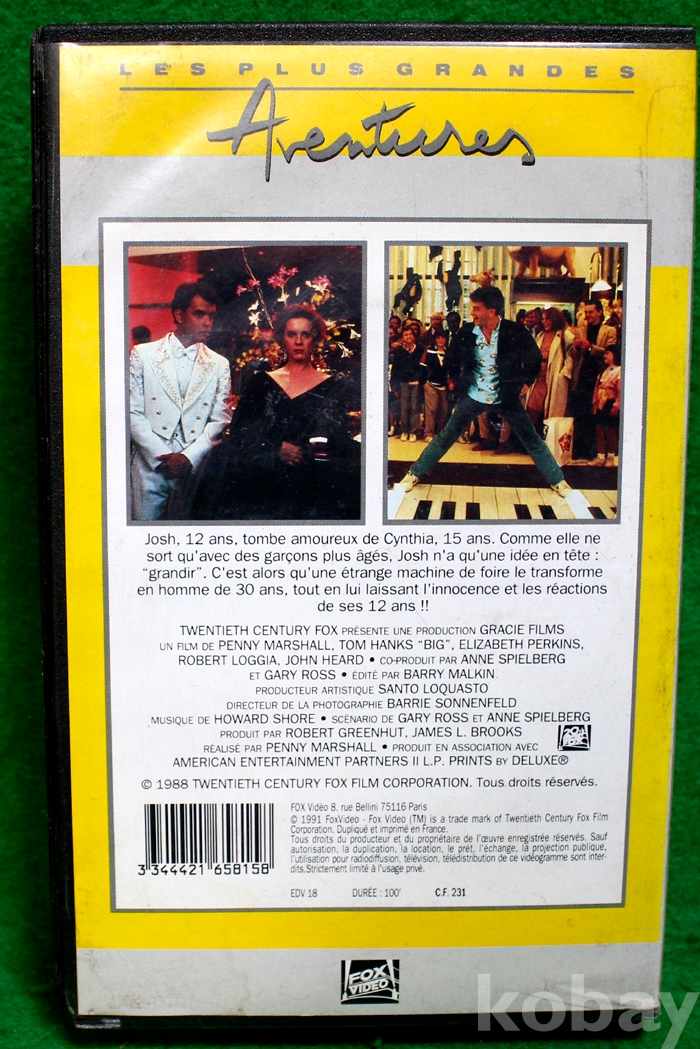 LES PLUS GRANDES
Aventures
Josh, 12 ans, tombe amoureux de Cynthia, 15 ans. Comme elle ne
sort qu'avec des garçons plus âgés, Josh n'a qu'une idée en tête :
“grandir”. C'est alors qu'une étrange machine de foire le transforme
en homme de 30 ans, tout en lui laissant l'innocence et les réactions
de ses 12 ans !!
TWENTIETH CENTURY FOX PRÉSENTE UNE PRODUCTION GRACIE FILMS
UN FILM DE PENNY MARSHALL, TOM HANKS “BIG”, ELIZABETH PERKINS,
ROBERT LOGGIA, JOHN HEARD • CO-PRODUIT PAR ANNE SPIELBERG
ET GARY ROSS • ÉDITÉ PAR BARRY MALKIN
PRODUCTEUR ARTISTIQUE SANTO LOQUASTO
DIRECTEUR DE LA PHOTOGRAPHIE BARRIE SONNENFELD
MUSIQUE DE HOWARD SHORE • SCÉNARIO DE GARY ROSS ET ANNE SPIELBERG
PRODUIT PAR ROBERT GREENHUT, JAMES L. BROOKS
RÉALISÉ PAR PENNY MARSHALL • PRODUIT EN ASSOCIATION AVEC
AMERICAN ENTERTAINMENT PARTNERS II L.P. PRINTS BY DELUXE®
© 1988 TWENTIETH CENTURY FOX FILM CORPORATION. Tous droits réservés.
FOX Vidéo 8, rue Bellini 75116 Paris
© 1991 FoxVideo - Fox Video (TM) is a trade mark of Twentieth Century Fox Film
Corporation. Dupliqué et imprimé en France.
Tous droits du producteur et du propriétaire de l'œuvre enregistrée réservés. Sauf
autorisation, la duplication, la location, le prêt, l'échange, la projection publique,
l'utilisation pour radiodiffusion, télévision, télédistribution de ce vidéogramme sont inter-
dits.Strictement limité à l'usage privé.
3 344421 658158
EDV 18 DURÉE : 100' C.F. 231
FOX
VIDEO
kobay